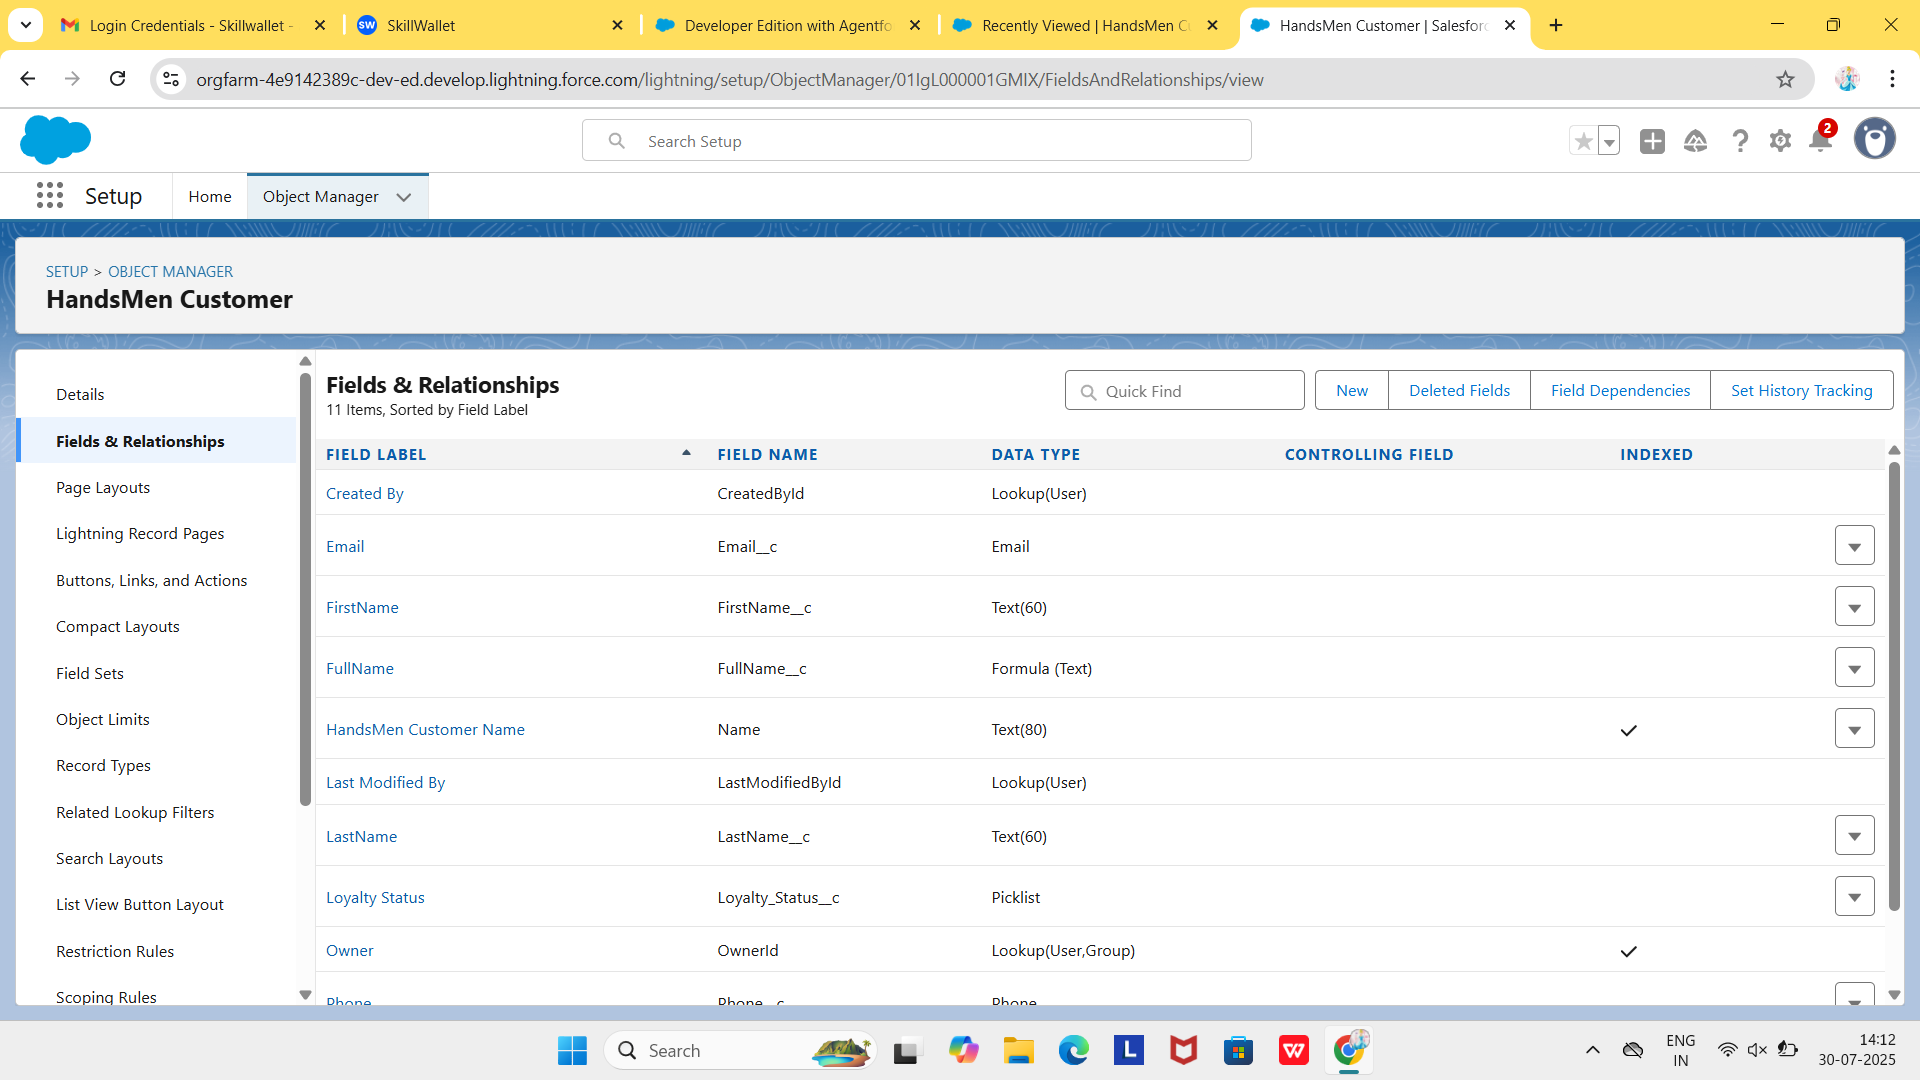 Login Credentials - Skillwallet -
SkillWallet
Developer Edition with Agentfo
Recently Viewed | HandsMen C
HandsMen Customer | Salesforc
orgfarm-4e9142389c-dev-ed.develop.lightning.force.com/lightning/setup/ObjectManager/01IgL000001GMIX/FieldsAndRelationships/view
Search Setup
2
Setup
Home
Object Manager
SETUP > OBJECT MANAGER
HandsMen Customer
Details
Fields & Relationships
Page Layouts
Lightning Record Pages
Buttons, Links, and Actions
Compact Layouts
Field Sets
Object Limits
Record Types
Related Lookup Filters
Search Layouts
List View Button Layout
Restriction Rules
Scoping Rules
Fields & Relationships
11 Items, Sorted by Field Label
Quick Find
New
Deleted Fields
Field Dependencies
Set History Tracking
FIELD LABEL FIELD NAME DATA TYPE CONTROLLING FIELD INDEXED
Created By CreatedById Lookup(User)
Email Email__c Email
FirstName FirstName__c Text(60)
FullName FullName__c Formula (Text)
HandsMen Customer Name Name Text(80)
Last Modified By LastModifiedById Lookup(User)
LastName LastName__c Text(60)
Loyalty Status Loyalty_Status__c Picklist
Owner OwnerId Lookup(User,Group)
Phone Phone__c Phone
Search
ENG
IN
14:12
30-07-2025